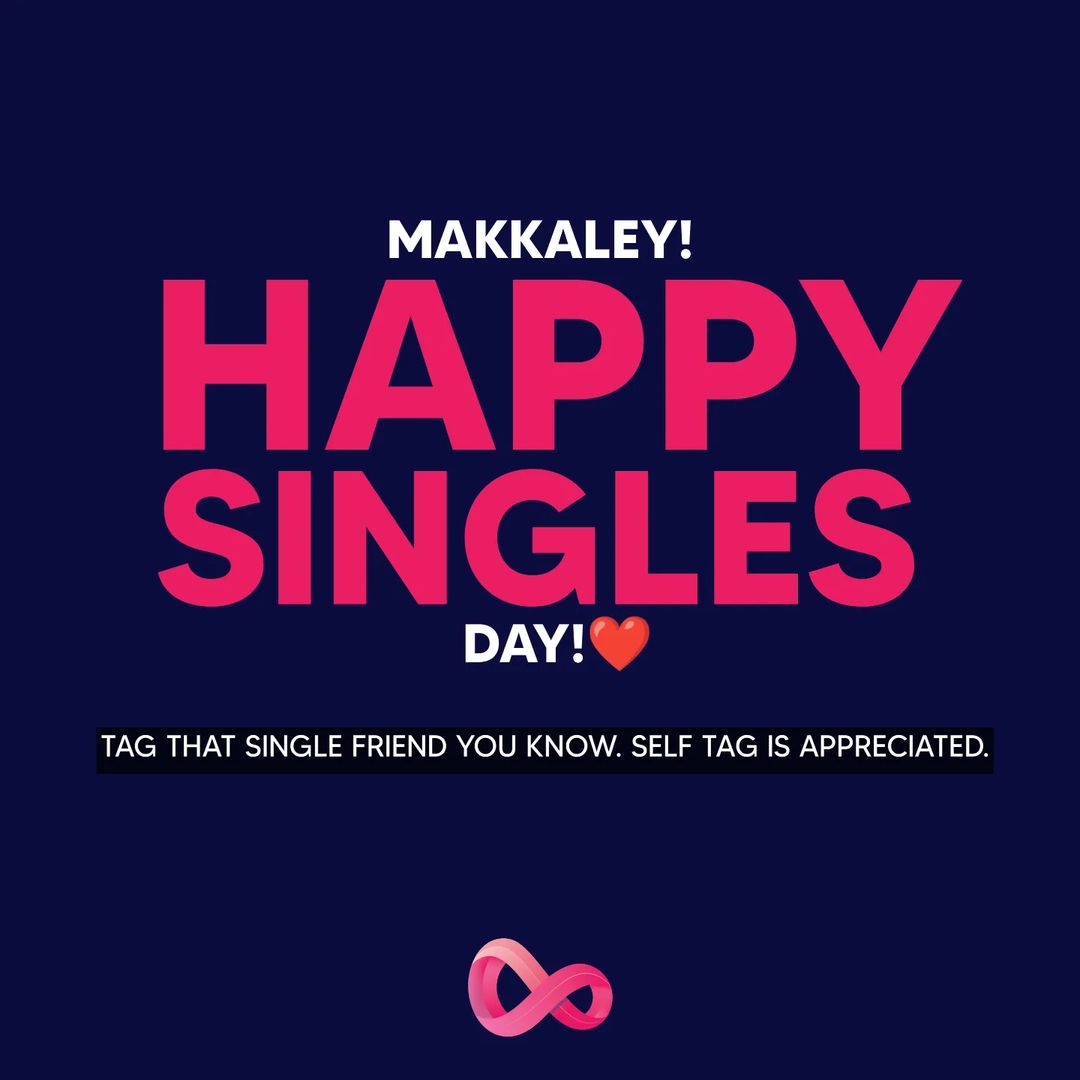 MAKKALEY!
HAPPY
SINGLES
DAY!❤️
TAG THAT SINGLE FRIEND YOU KNOW. SELF TAG IS APPRECIATED.